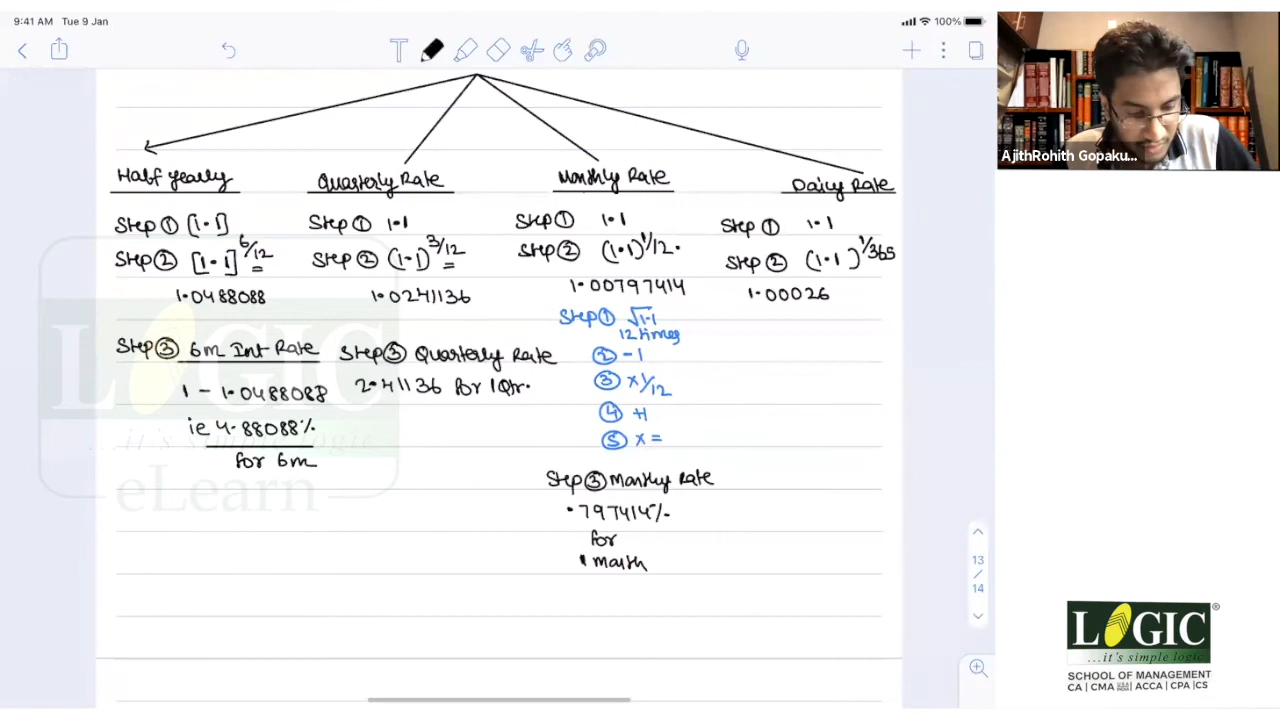 9:41 AM Tue 9 Jan
100%
Half yearly
Step ① [1.1]
Step ② [1.1]^6/12 =
1.0488088
Step ③ 6m Int Rate
1 - 1.0488088
ie 4.88088%
for 6m
Quarterly Rate
Step ① 1.1
Step ② (1.1)^3/12 =
1.0241136
Step ③ Quarterly Rate
2.41136 for 1Qtr.
Monthly Rate
Step ① 1.1
Step ② (1.1)^1/12.
1.00797414
Step ① √1.1
12 times
② -1
③ x1/12
④ +1
⑤ x =
Step ③ Monthly Rate
.797414%
for
1 month
Daily Rate
Step ① 1.1
Step ② (1.1)^1/365
1.00026
LOGIC
...it's simple logic
eLearn
13
/
14
AjithRohith Gopaku...
LOGIC®
...it's simple logic
SCHOOL OF MANAGEMENT
CA | CMA | ACCA | CPA | CS